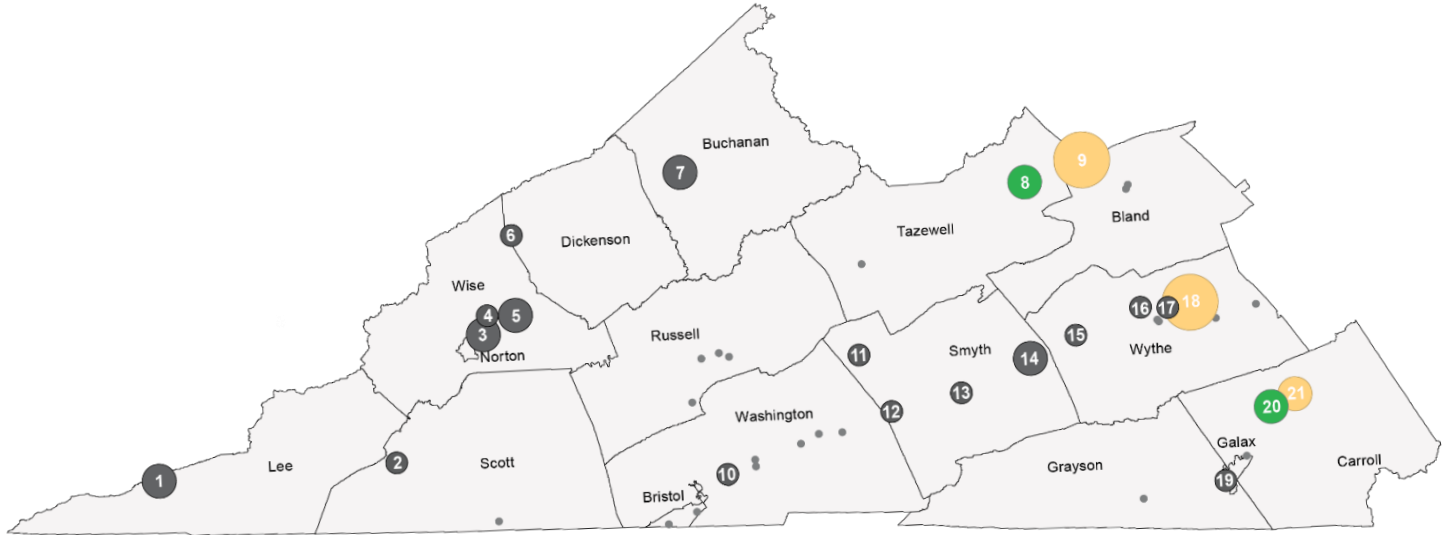 Buchanan
7
9
8
Bland
Tazewell
6
Dickenson
Wise
4
5
3
Norton
Russell
16
17
18
15
Wythe
11
Smyth
14
13
12
21
20
Washington
Galax
Carroll
Lee
1
2
Scott
10
Bristol
Grayson
19